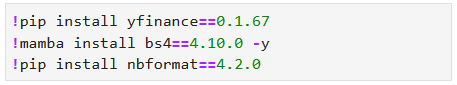 !pip install yfinance==0.1.67
!mamba install bs4==4.10.0 -y
!pip install nbformat==4.2.0